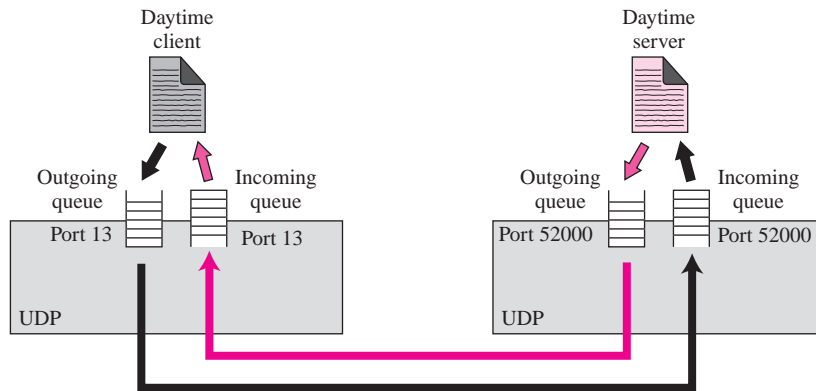 Daytime
client
Daytime
server
Outgoing
queue
Incoming
queue
Outgoing
queue
Incoming
queue
Port 13
Port 13
Port 52000
Port 52000
UDP
UDP